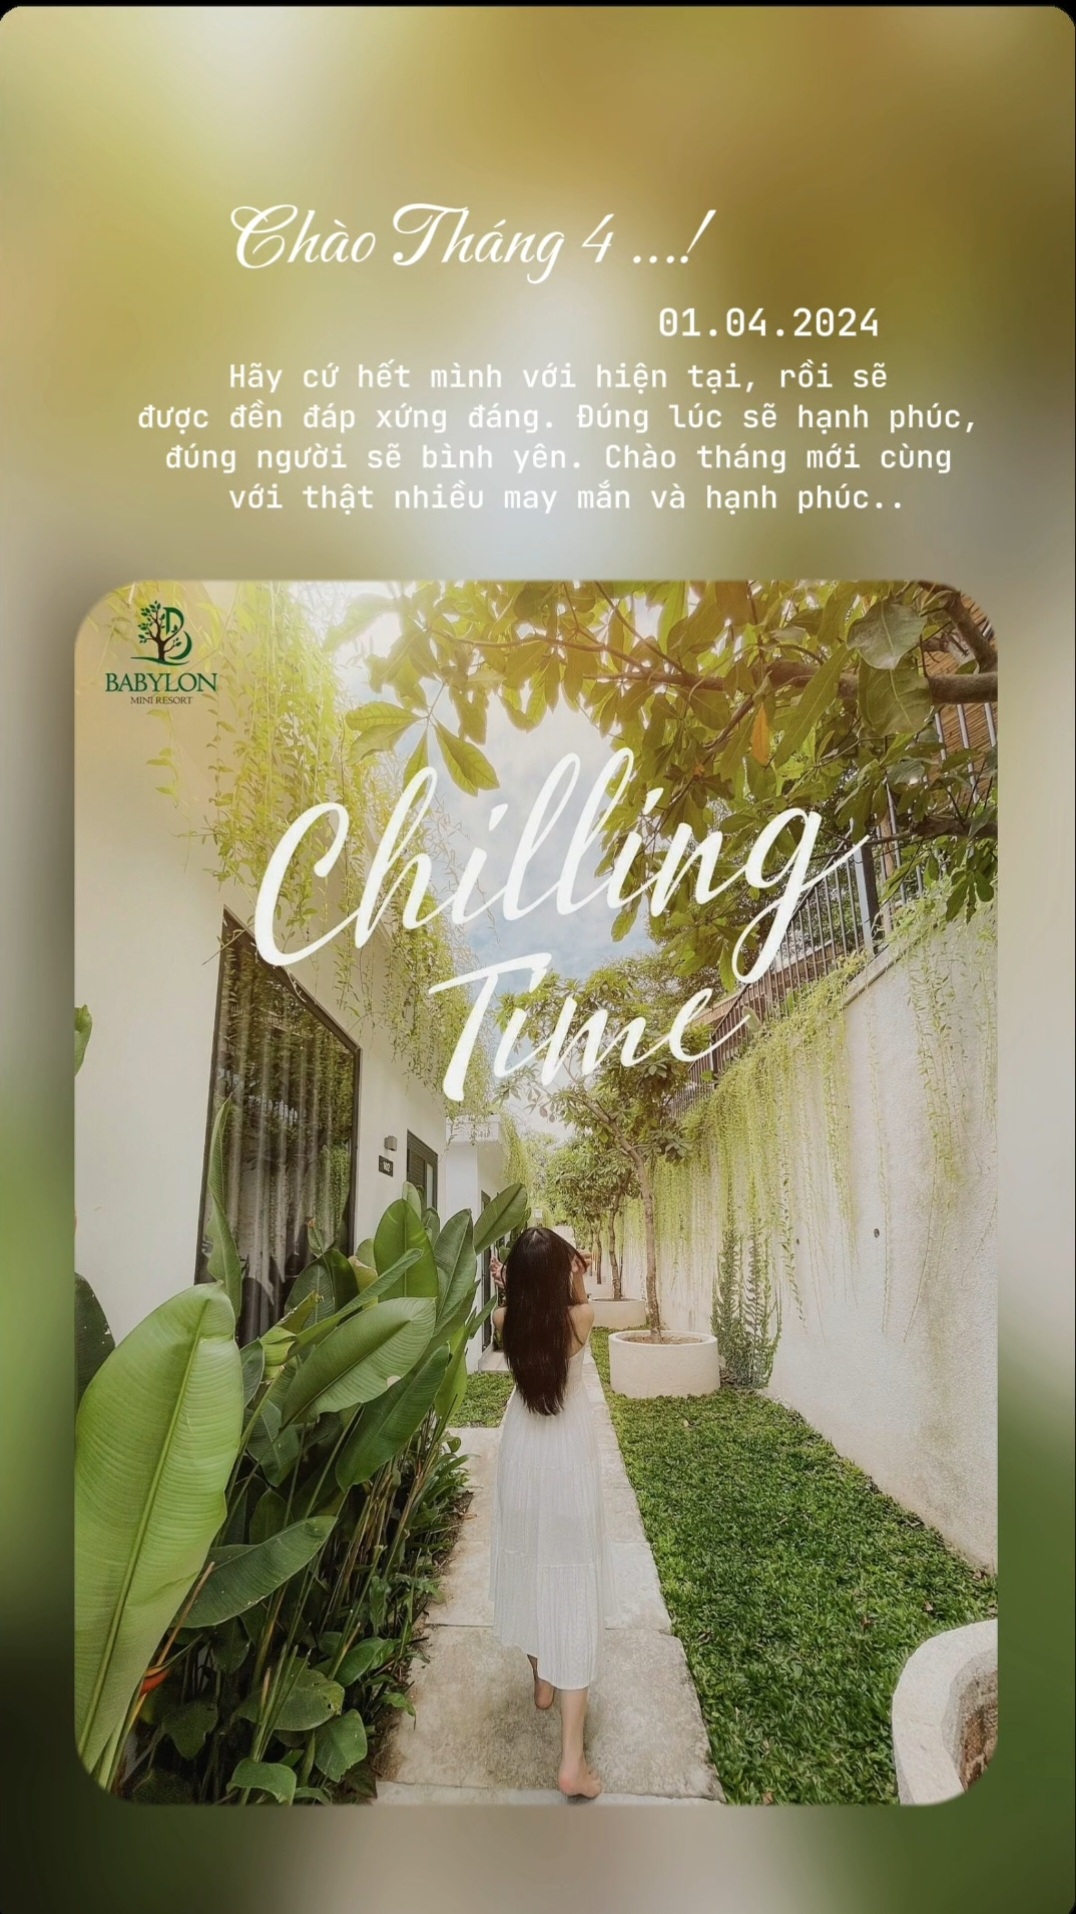 Chào Tháng 4 ...!
01.04.2024
Hãy cứ hết mình với hiện tại, rồi sẽ
được đền đáp xứng đáng. Đúng lúc sẽ hạnh phúc,
đúng người sẽ bình yên. Chào tháng mới cùng
với thật nhiều may mắn và hạnh phúc..
B
BABYLON
MINI RESORT
Chilling
Time